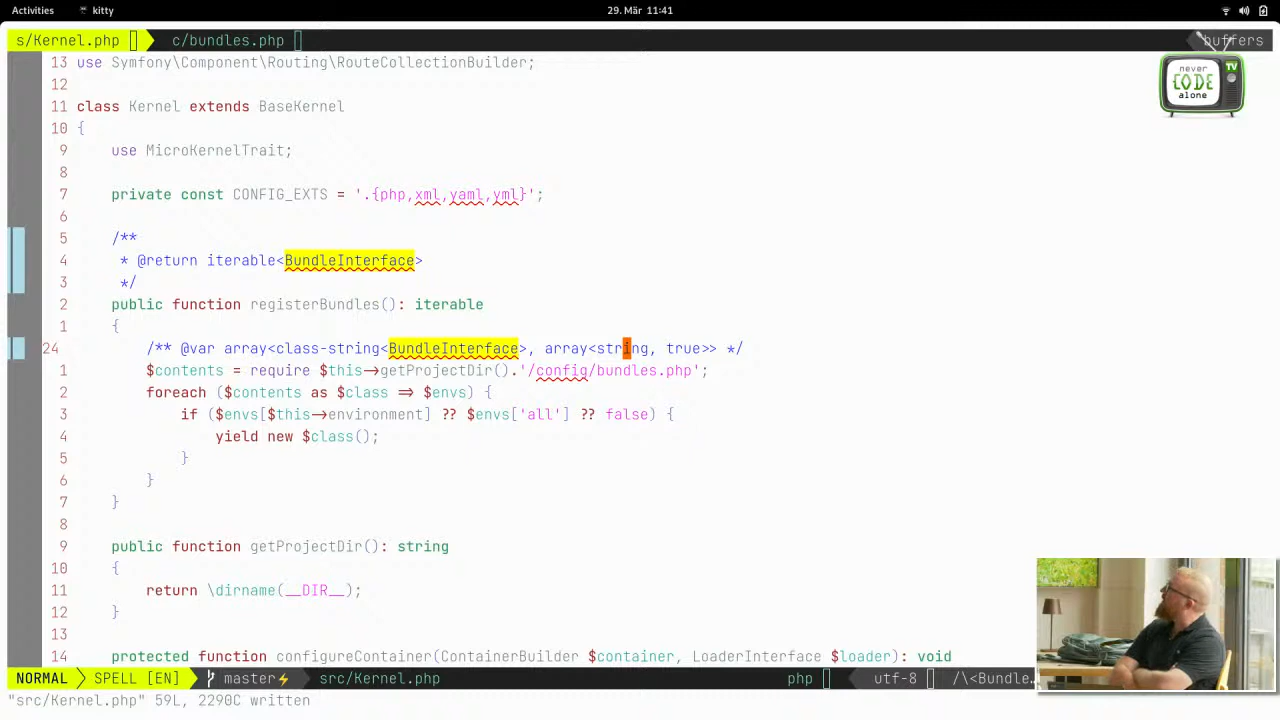 Activities kitty 29. Mär 11:41
s/Kernel.php c/bundles.php buffers
never CODE alone TV
13 use Symfony\Component\Routing\RouteCollectionBuilder;
12
11 class Kernel extends BaseKernel
10 {
9 use MicroKernelTrait;
8
7 private const CONFIG_EXTS = '.{php,xml,yaml,yml}';
6
5 /**
4 * @return iterable<BundleInterface>
3 */
2 public function registerBundles(): iterable
1 {
24 /** @var array<class-string<BundleInterface>, array<string, true>> */
1 $contents = require $this->getProjectDir().'/config/bundles.php';
2 foreach ($contents as $class => $envs) {
3 if ($envs[$this->environment] ?? $envs['all'] ?? false) {
4 yield new $class();
5 }
6 }
7 }
8
9 public function getProjectDir(): string
10 {
11 return \dirname(__DIR__);
12 }
13
14 protected function configureContainer(ContainerBuilder $container, LoaderInterface $loader): void
NORMAL SPELL [EN] master⚡ src/Kernel.php php utf-8 /\<Bundle…
"src/Kernel.php" 59L, 2290C written